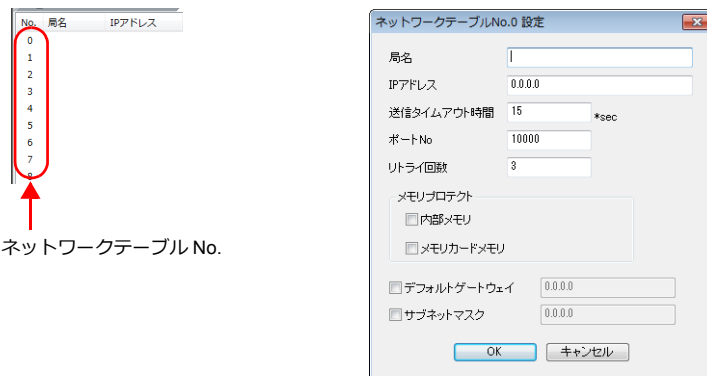 No. 局名 IPアドレス
0
1
2
3
4
5
6
7
8
ネットワークテーブル No.
ネットワークテーブルNo.0 設定
局名
IPアドレス 0.0.0.0
送信タイムアウト時間 15 *sec
ポートNo 10000
リトライ回数 3
メモリプロテクト
内部メモリ
メモリカードメモリ
デフォルトゲートウェイ 0.0.0.0
サブネットマスク 0.0.0.0
OK キャンセル